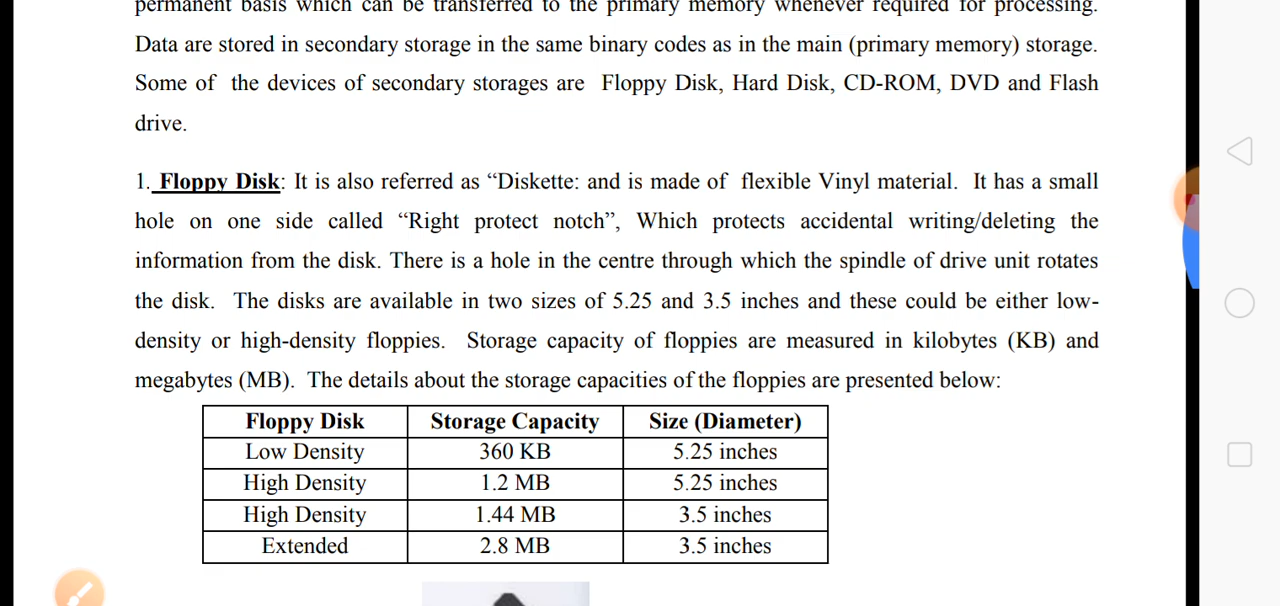 permanent basis which can be transferred to the primary memory whenever required for processing.
Data are stored in secondary storage in the same binary codes as in the main (primary memory) storage.
Some of the devices of secondary storages are Floppy Disk, Hard Disk, CD-ROM, DVD and Flash
drive.
1. Floppy Disk: It is also referred as “Diskette: and is made of flexible Vinyl material. It has a small
hole on one side called “Right protect notch”, Which protects accidental writing/deleting the
information from the disk. There is a hole in the centre through which the spindle of drive unit rotates
the disk. The disks are available in two sizes of 5.25 and 3.5 inches and these could be either low-
density or high-density floppies. Storage capacity of floppies are measured in kilobytes (KB) and
megabytes (MB). The details about the storage capacities of the floppies are presented below:
Floppy Disk Storage Capacity Size (Diameter)
Low Density 360 KB 5.25 inches
High Density 1.2 MB 5.25 inches
High Density 1.44 MB 3.5 inches
Extended 2.8 MB 3.5 inches